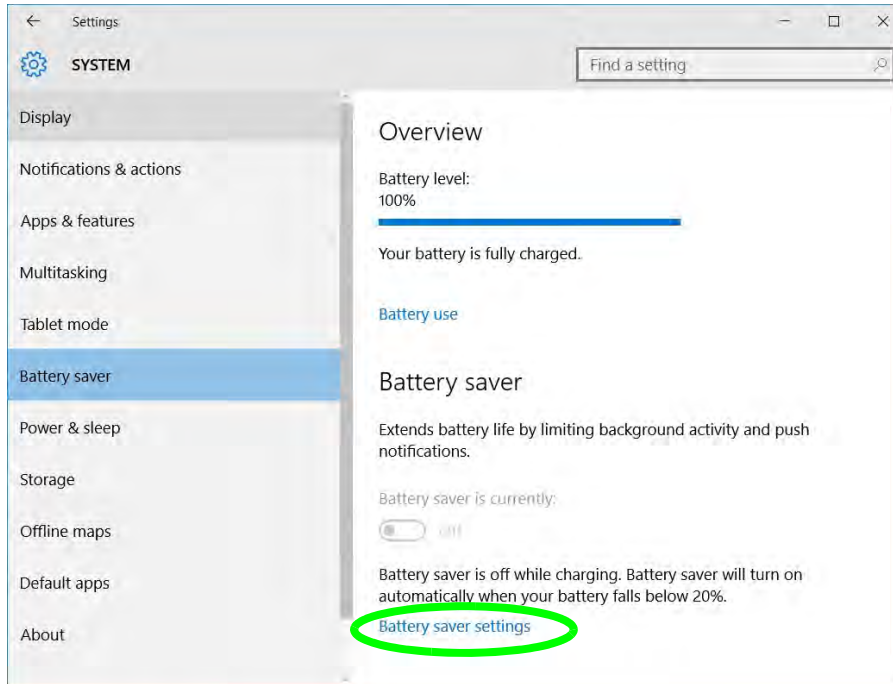 Settings
SYSTEM
Find a setting
Display
Notifications & actions
Apps & features
Multitasking
Tablet mode
Battery saver
Power & sleep
Storage
Offline maps
Default apps
About
Overview
Battery level:
100%
Your battery is fully charged.
Battery use
Battery saver
Extends battery life by limiting background activity and push
notifications.
Battery saver is currently:
Off
Battery saver is off while charging. Battery saver will turn on
automatically when your battery falls below 20%.
Battery saver settings